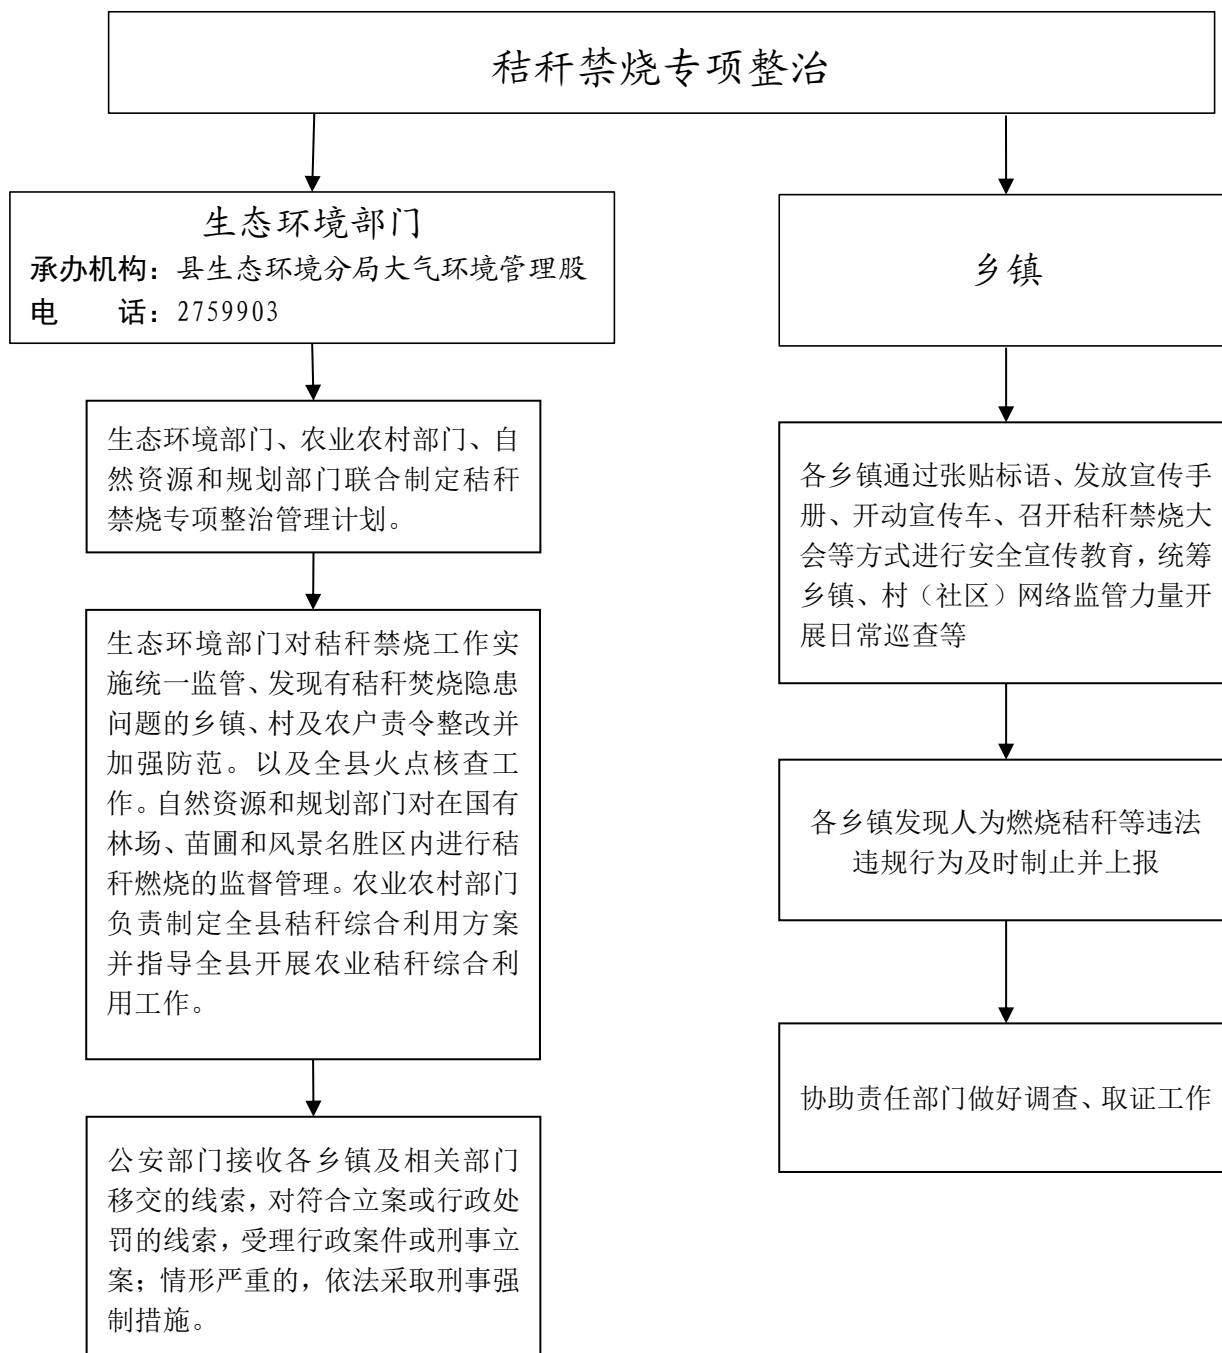 秸秆禁烧专项整治
生态环境部门
承办机构：县生态环境分局大气环境管理股
电　　话：2759903
乡镇
生态环境部门、农业农村部门、自
然资源和规划部门联合制定秸秆
禁烧专项整治管理计划。
各乡镇通过张贴标语、发放宣传手
册、开动宣传车、召开秸秆禁烧大
会等方式进行安全宣传教育，统筹
乡镇、村（社区）网络监管力量开
展日常巡查等
生态环境部门对秸秆禁烧工作实
施统一监管、发现有秸秆焚烧隐患
问题的乡镇、村及农户责令整改并
加强防范。以及全县火点核查工
作。自然资源和规划部门对在国有
林场、苗圃和风景名胜区内进行秸
秆燃烧的监督管理。农业农村部门
负责制定全县秸秆综合利用方案
并指导全县开展农业秸秆综合利
用工作。
各乡镇发现人为燃烧秸秆等违法
违规行为及时制止并上报
协助责任部门做好调查、取证工作
公安部门接收各乡镇及相关部门
移交的线索，对符合立案或行政处
罚的线索，受理行政案件或刑事立
案；情形严重的，依法采取刑事强
制措施。